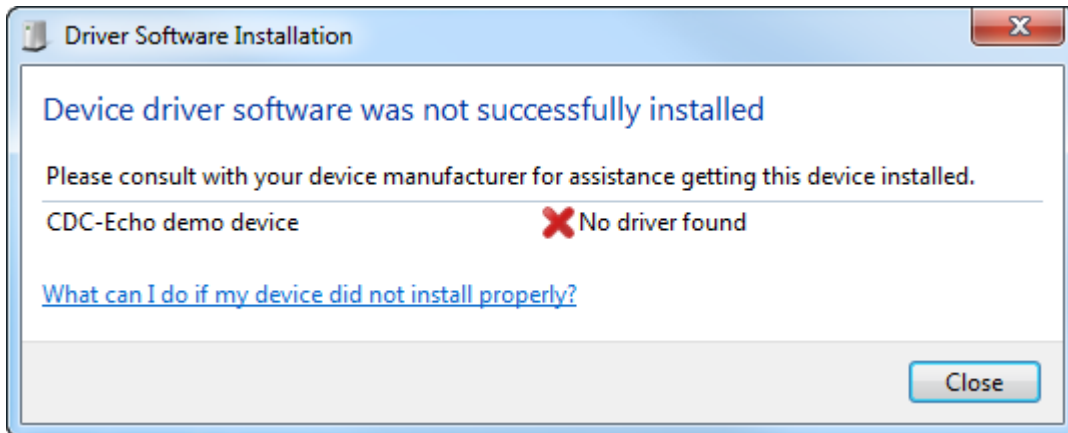 Driver Software Installation
Device driver software was not successfully installed
Please consult with your device manufacturer for assistance getting this device installed.
CDC-Echo demo device No driver found
What can I do if my device did not install properly?
Close